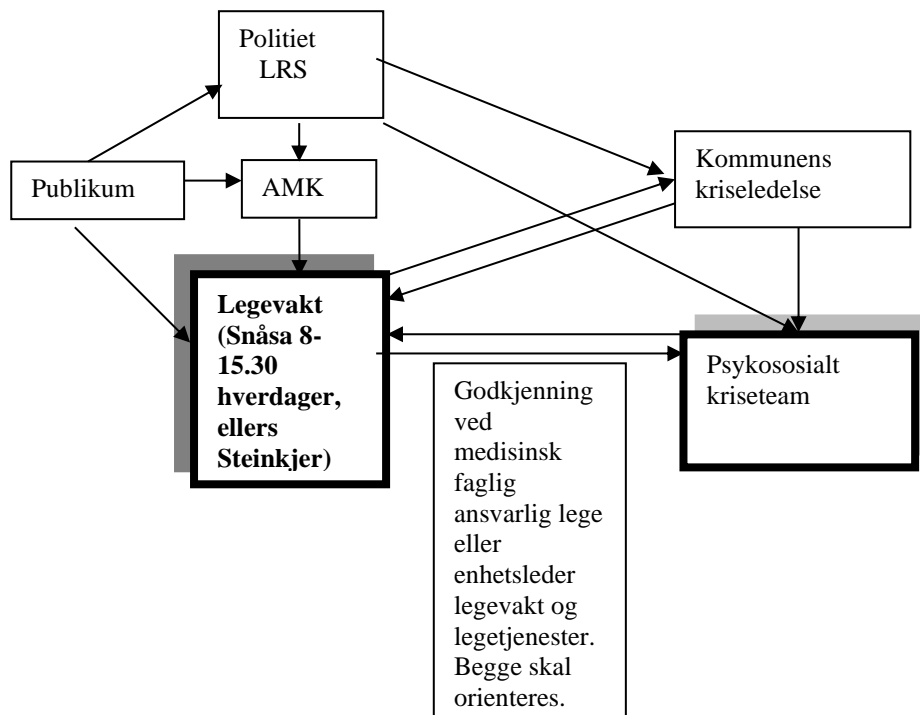 Politiet
LRS
Publikum
AMK
Kommunens
kriseledelse
Legevakt
(Snåsa 8-
15.30
hverdager,
ellers
Steinkjer)
Godkjenning
ved
medisinsk
faglig
ansvarlig lege
eller
enhetsleder
legevakt og
legetjenester.
Begge skal
orienteres.
Psykososialt
kriseteam